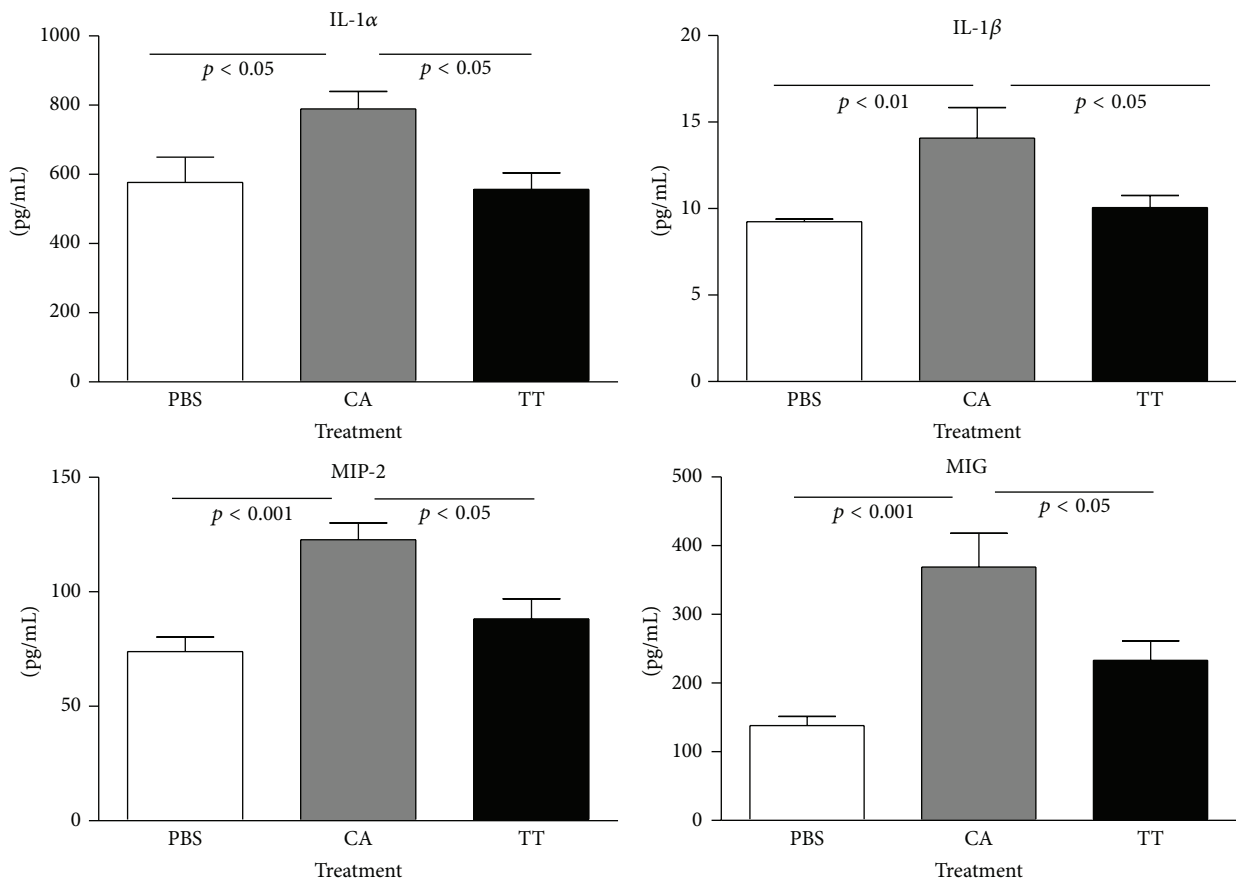 IL-1α
1000
800
600
400
200
0
(pg/mL)
p < 0.05
p < 0.05
PBS
CA
TT
Treatment
IL-1β
20
15
10
5
0
(pg/mL)
p < 0.01
p < 0.05
PBS
CA
TT
Treatment
MIP-2
150
100
50
0
(pg/mL)
p < 0.001
p < 0.05
PBS
CA
TT
Treatment
MIG
500
400
300
200
100
0
(pg/mL)
p < 0.001
p < 0.05
PBS
CA
TT
Treatment